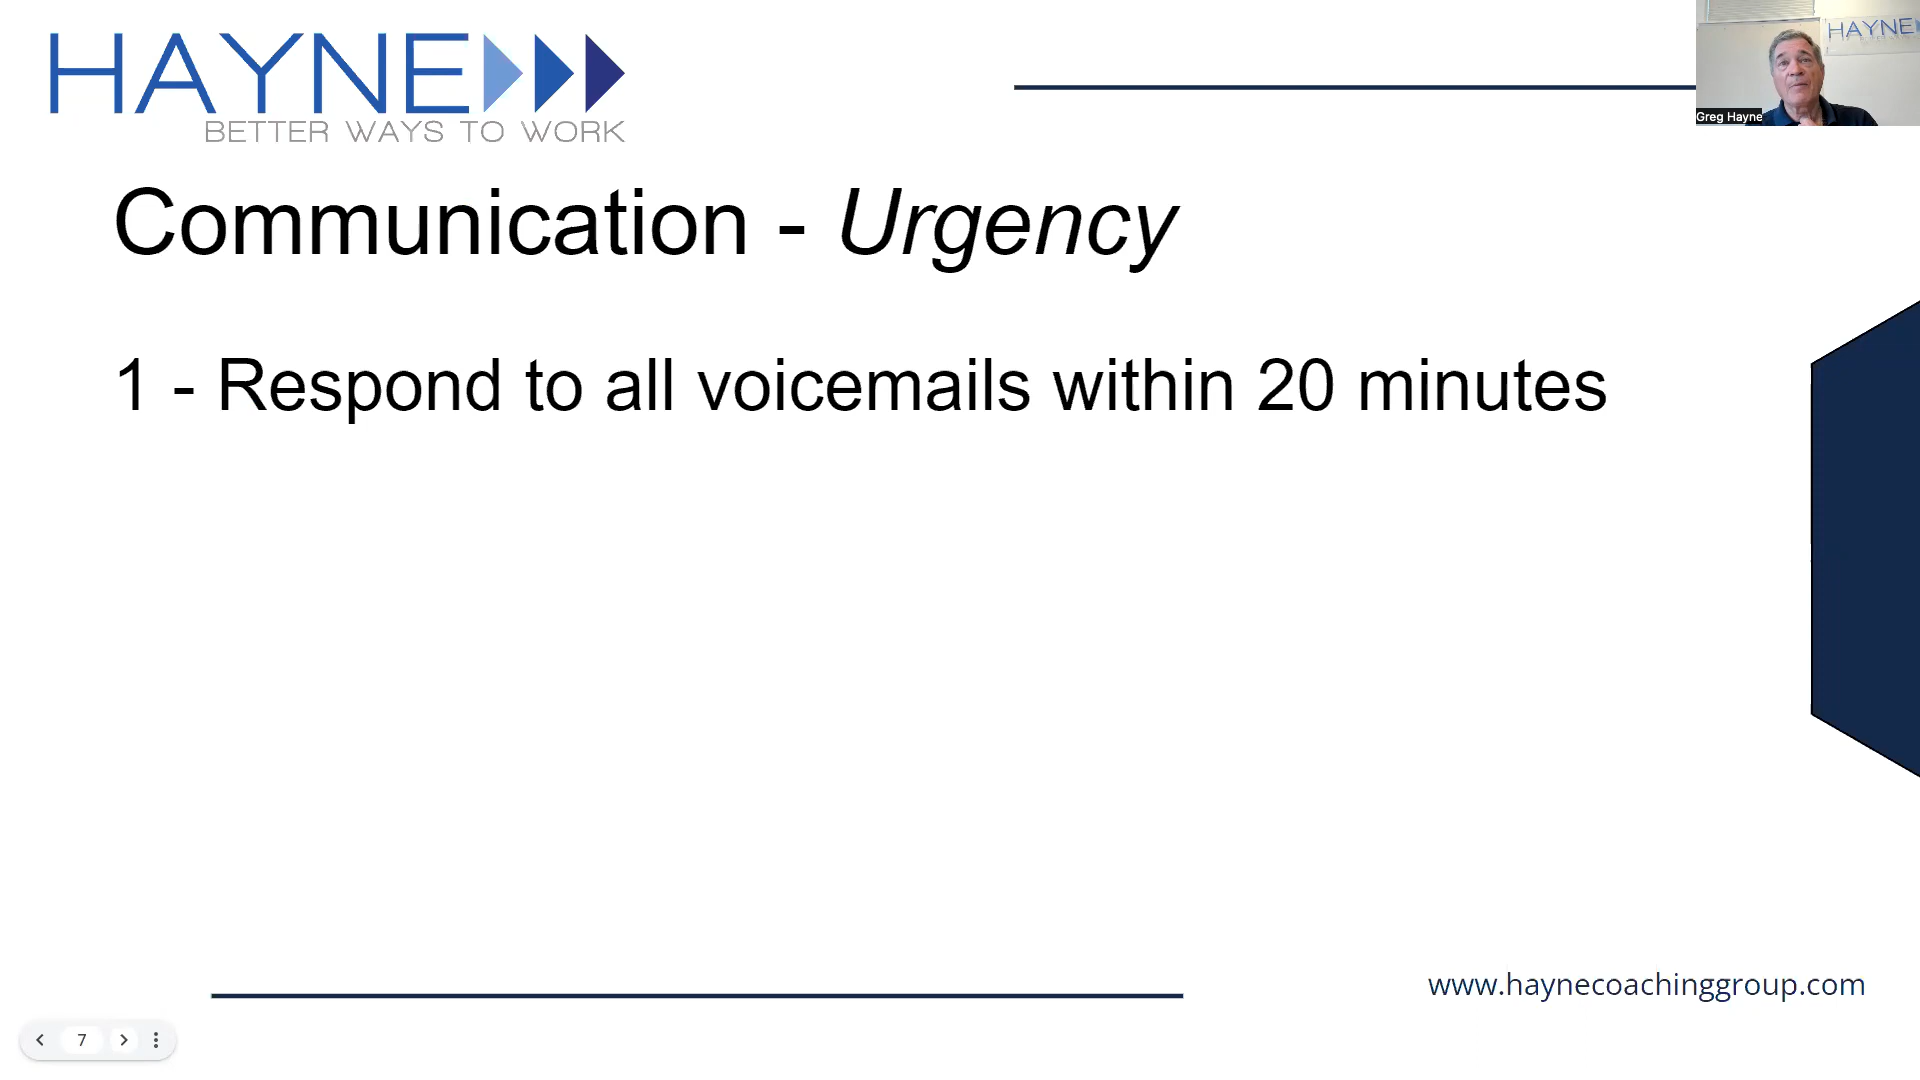 HAYNE
BETTER WAYS TO WORK
HAYNE
Greg Hayne
Communication - Urgency
1 - Respond to all voicemails within 20 minutes
www.haynecoachinggroup.com
7